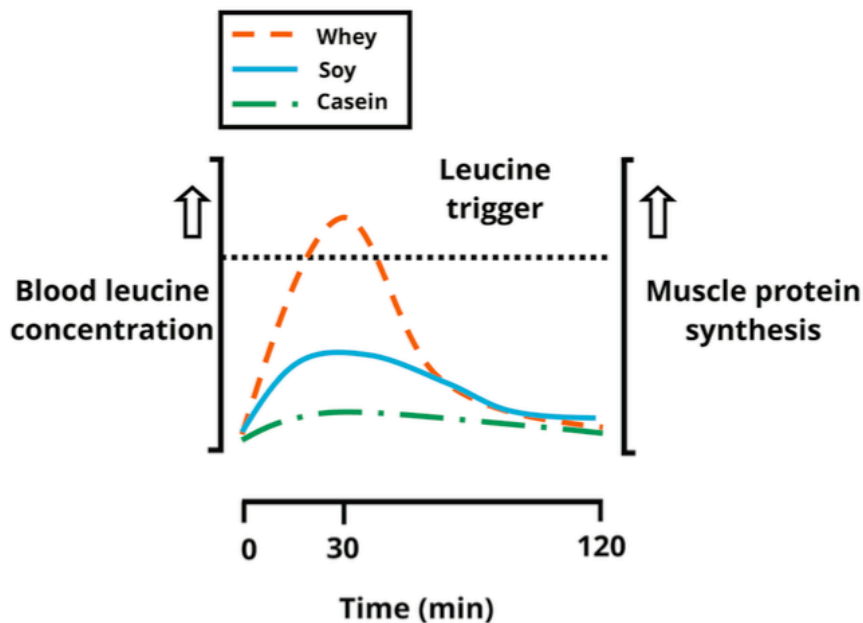 Whey
Soy
Casein
Leucine
trigger
Blood leucine
concentration
Muscle protein
synthesis
0
30
120
Time (min)